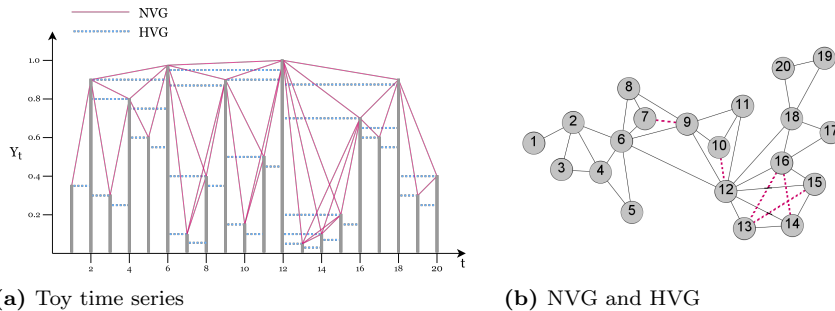 NVG
HVG
1.0
0.8
0.6
0.4
0.2
Yt
2 4 6 8 10 12 14 16 18 20 t
1 2 3 4 5 6 7 8 9 10 11 12 13 14 15 16 17 18 19 20
(a) Toy time series
(b) NVG and HVG